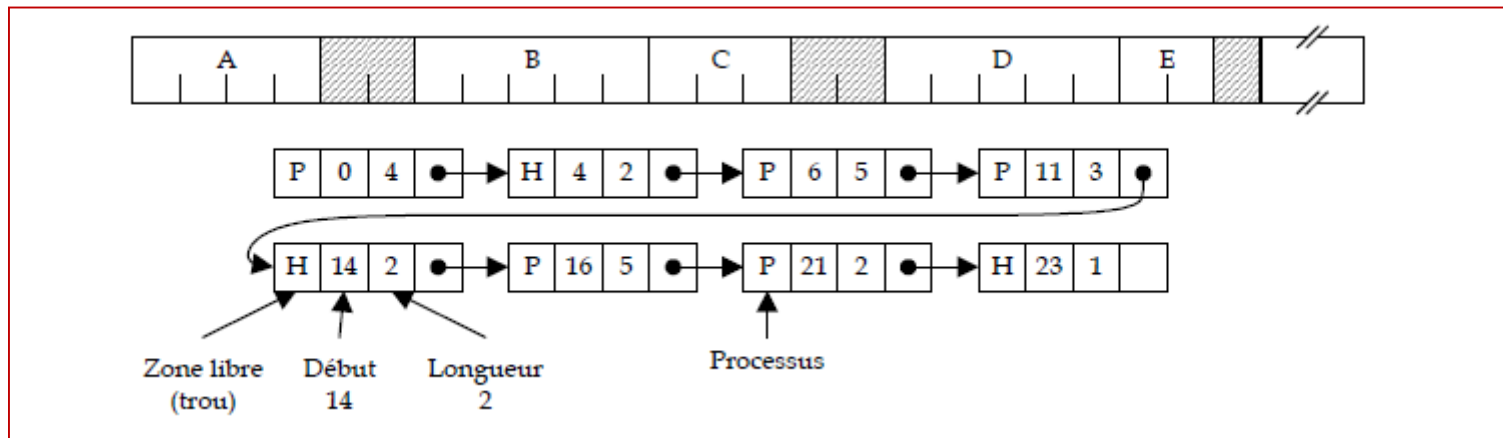 A B C D E
P 0 4 H 4 2 P 6 5 P 11 3
H 14 2 P 16 5 P 21 2 H 23 1
Zone libre Début Longueur Processus
(trou) 14 2